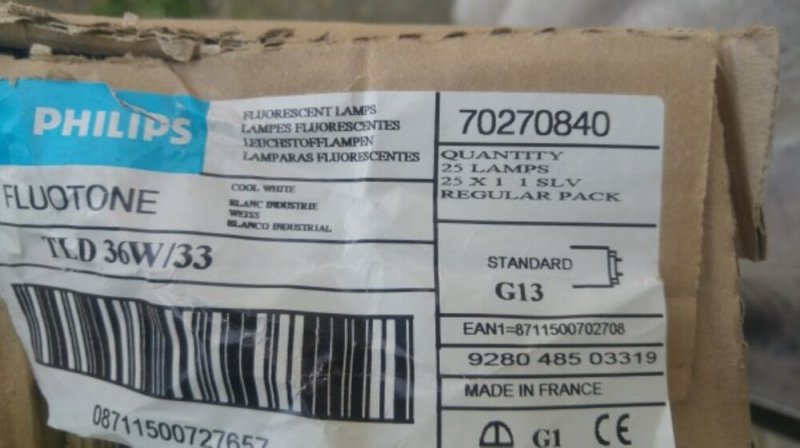 PHILIPS
FLUORESCENT LAMPS
LAMPES FLUORESCENTES
LEUCHSTOFFLAMPEN
LAMPARAS FLUORESCENTES
FLUOTONE
COOL WHITE
BLANC INDUSTRIE
WEISS
BLANCO INDUSTRIAL
TLD 36W/33
08711500727657
70270840
QUANTITY
25 LAMPS
25 X 1 1 SLV
REGULAR PACK
STANDARD
G13
EAN1=8711500702708
9280 485 03319
MADE IN FRANCE
G1 CE